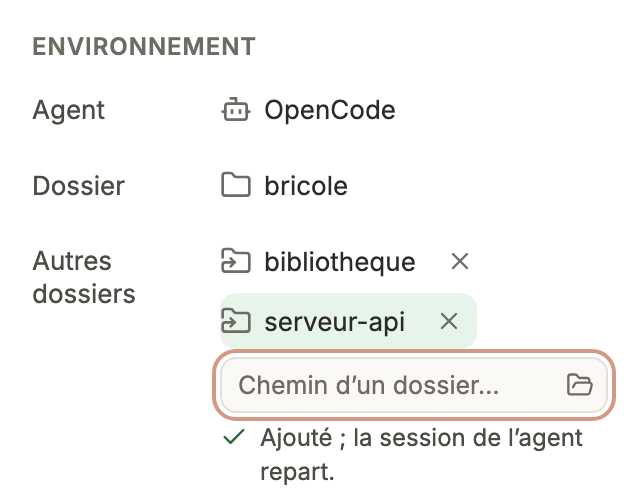 ENVIRONNEMENT
Agent OpenCode
Dossier bricole
Autres dossiers bibliotheque
serveur-api
Chemin d’un dossier…
Ajouté ; la session de l’agent
repart.